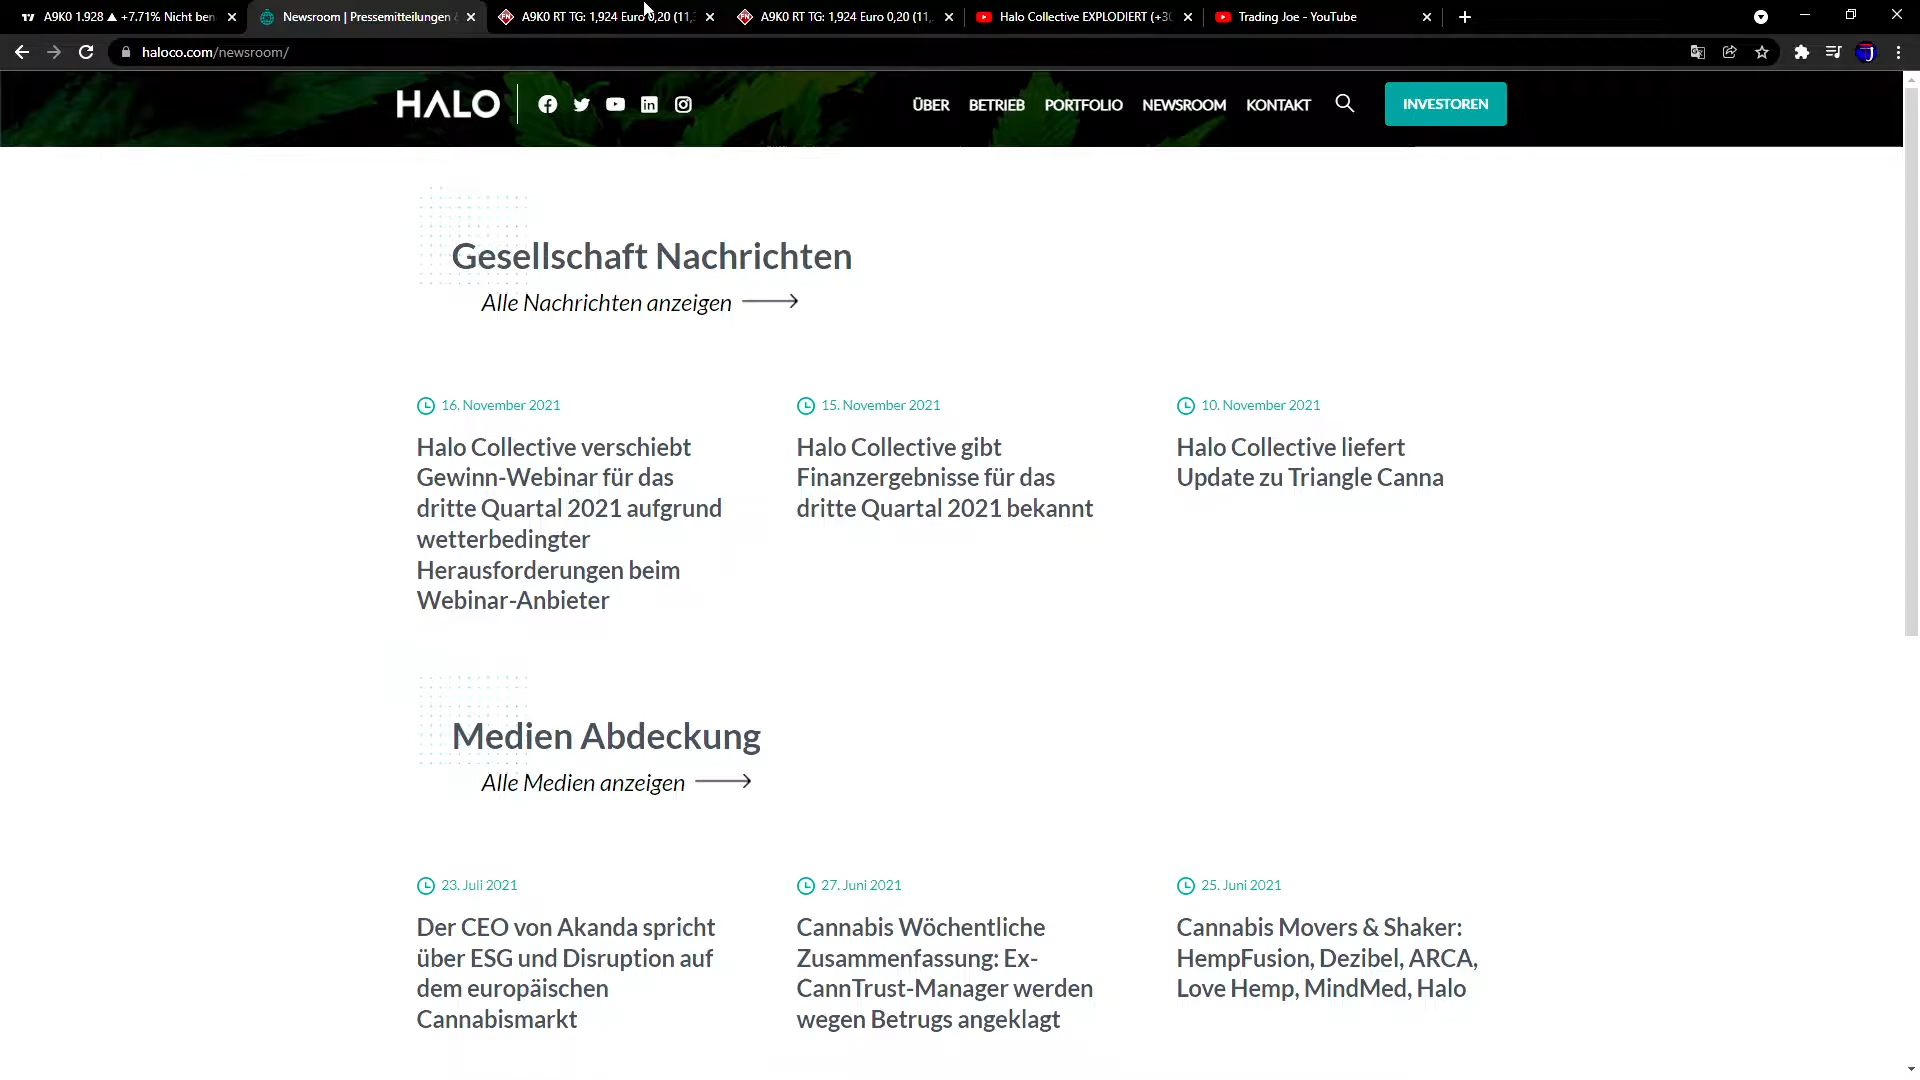 A9K0 1.928 ▲ +7.71% Nicht ben
Newsroom | Pressemitteilungen
A9K0 RT TG: 1,924 Euro 0,20 (11,
A9K0 RT TG: 1,924 Euro 0,20 (11,
Halo Collective EXPLODIERT (+30
Trading Joe - YouTube
haloco.com/newsroom/
HALO
ÜBER
BETRIEB
PORTFOLIO
NEWSROOM
KONTAKT
INVESTOREN
Gesellschaft Nachrichten
Alle Nachrichten anzeigen
16. November 2021
Halo Collective verschiebt
Gewinn-Webinar für das
dritte Quartal 2021 aufgrund
wetterbedingter
Herausforderungen beim
Webinar-Anbieter
15. November 2021
Halo Collective gibt
Finanzergebnisse für das
dritte Quartal 2021 bekannt
10. November 2021
Halo Collective liefert
Update zu Triangle Canna
Medien Abdeckung
Alle Medien anzeigen
23. Juli 2021
Der CEO von Akanda spricht
über ESG und Disruption auf
dem europäischen
Cannabismarkt
27. Juni 2021
Cannabis Wöchentliche
Zusammenfassung: Ex-
CannTrust-Manager werden
wegen Betrugs angeklagt
25. Juni 2021
Cannabis Movers & Shaker:
HempFusion, Dezibel, ARCA,
Love Hemp, MindMed, Halo